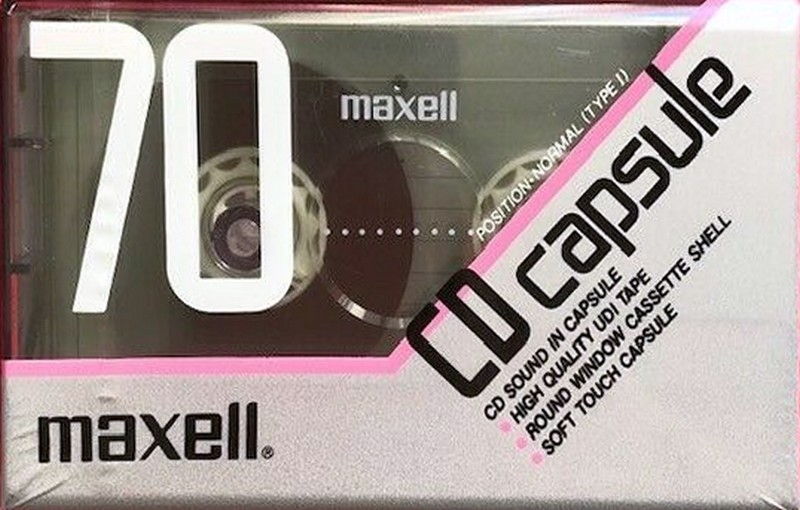 70
maxell
POSITION•NORMAL (TYPE I)
CD capsule
CD SOUND IN CAPSULE
HIGH QUALITY UDI TAPE
ROUND WINDOW CASSETTE SHELL
SOFT TOUCH CAPSULE
maxell®